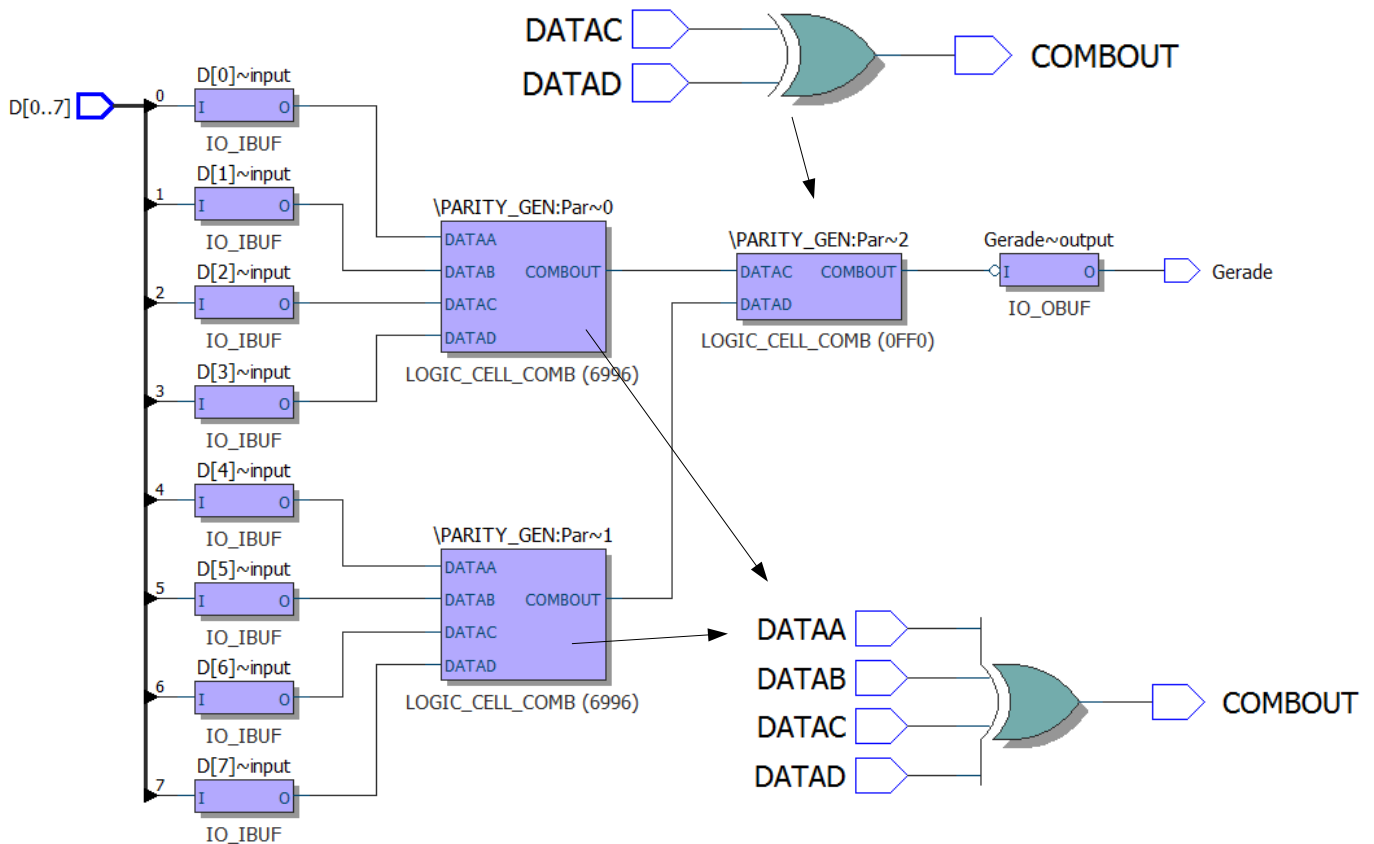 DATAC
DATAD
COMBOUT
D[0..7]
0
D[0]~input
I O
IO_IBUF
1
D[1]~input
I O
IO_IBUF
2
D[2]~input
I O
IO_IBUF
3
D[3]~input
I O
IO_IBUF
4
D[4]~input
I O
IO_IBUF
5
D[5]~input
I O
IO_IBUF
6
D[6]~input
I O
IO_IBUF
7
D[7]~input
I O
IO_IBUF
\PARITY_GEN:Par~0
DATAA
DATAB COMBOUT
DATAC
DATAD
LOGIC_CELL_COMB (6996)
\PARITY_GEN:Par~1
DATAA
DATAB COMBOUT
DATAC
DATAD
LOGIC_CELL_COMB (6996)
\PARITY_GEN:Par~2
DATAC COMBOUT
DATAD
LOGIC_CELL_COMB (0FF0)
Gerade~output
I O
IO_OBUF
Gerade
DATAA
DATAB
DATAC
DATAD
COMBOUT